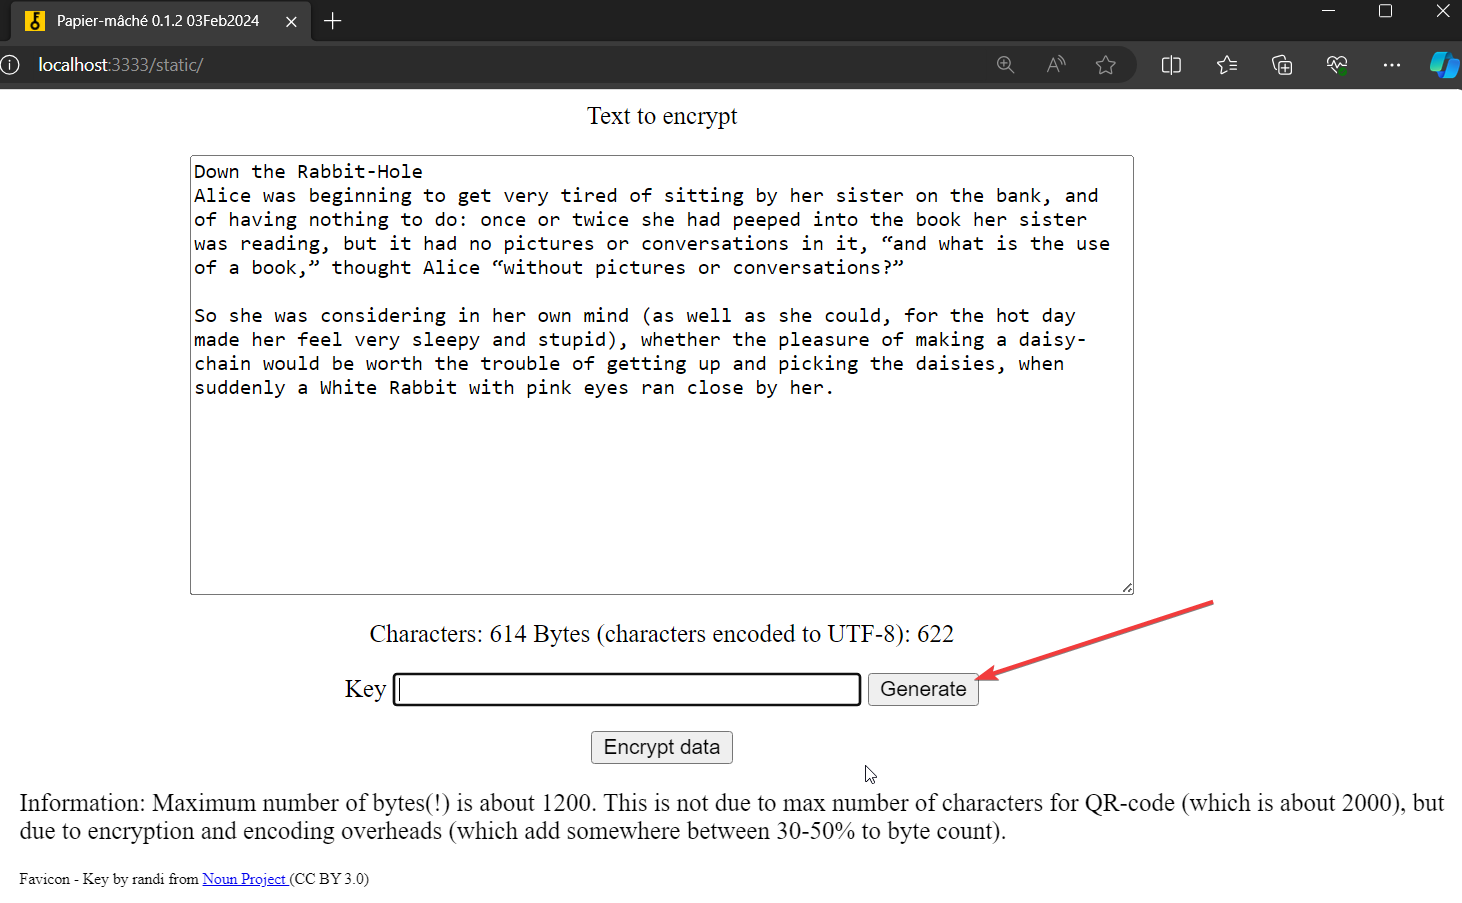 Papier-mâché 0.1.2 03Feb2024
localhost:3333/static/
Text to encrypt
Down the Rabbit-Hole
Alice was beginning to get very tired of sitting by her sister on the bank, and
of having nothing to do: once or twice she had peeped into the book her sister
was reading, but it had no pictures or conversations in it, “and what is the use
of a book,” thought Alice “without pictures or conversations?”
So she was considering in her own mind (as well as she could, for the hot day
made her feel very sleepy and stupid), whether the pleasure of making a daisy-
chain would be worth the trouble of getting up and picking the daisies, when
suddenly a White Rabbit with pink eyes ran close by her.
Characters: 614 Bytes (characters encoded to UTF-8): 622
Key Generate
Encrypt data
Information: Maximum number of bytes(!) is about 1200. This is not due to max number of characters for QR-code (which is about 2000), but
due to encryption and encoding overheads (which add somewhere between 30-50% to byte count).
Favicon - Key by randi from Noun Project (CC BY 3.0)